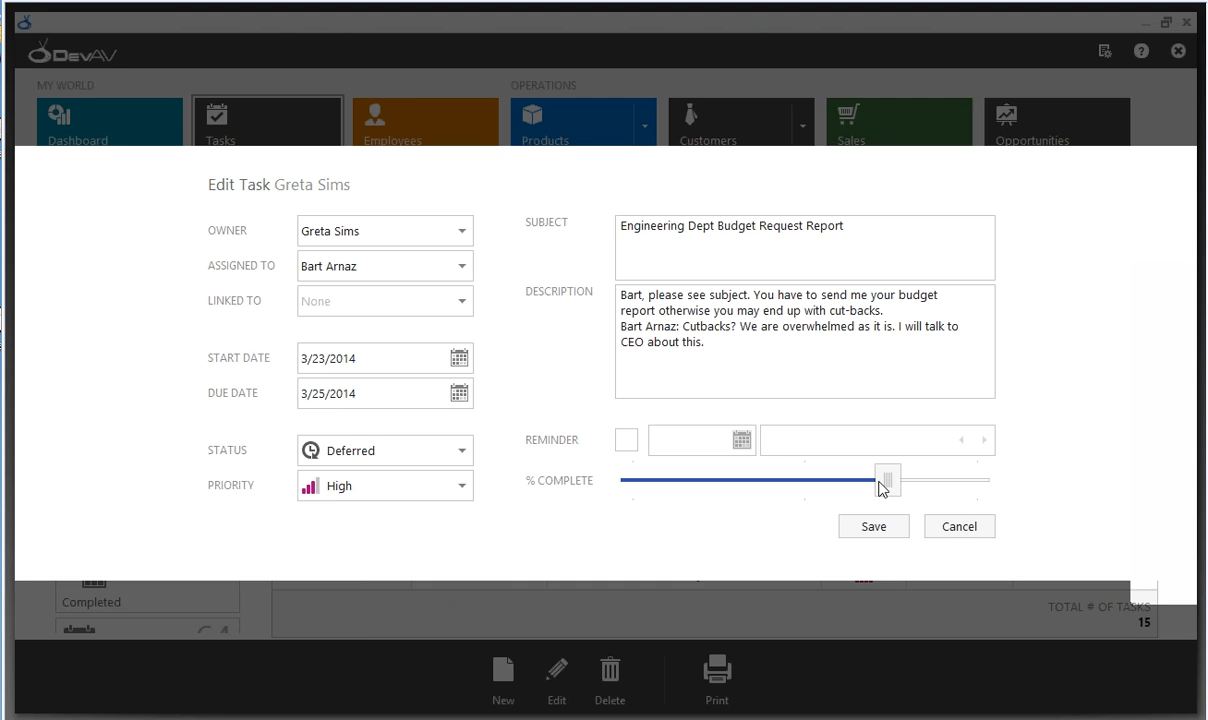 DevAV
MY WORLD
OPERATIONS
Dashboard
Tasks
Employees
Products
Customers
Sales
Opportunities
Edit Task Greta Sims
OWNER
Greta Sims
ASSIGNED TO
Bart Arnaz
LINKED TO
None
START DATE
3/23/2014
DUE DATE
3/25/2014
STATUS
Deferred
PRIORITY
High
SUBJECT
Engineering Dept Budget Request Report
DESCRIPTION
Bart, please see subject. You have to send me your budget
report otherwise you may end up with cut-backs.
Bart Arnaz: Cutbacks? We are overwhelmed as it is. I will talk to
CEO about this.
REMINDER
% COMPLETE
Save
Cancel
Completed
TOTAL # OF TASKS
15
New
Edit
Delete
Print